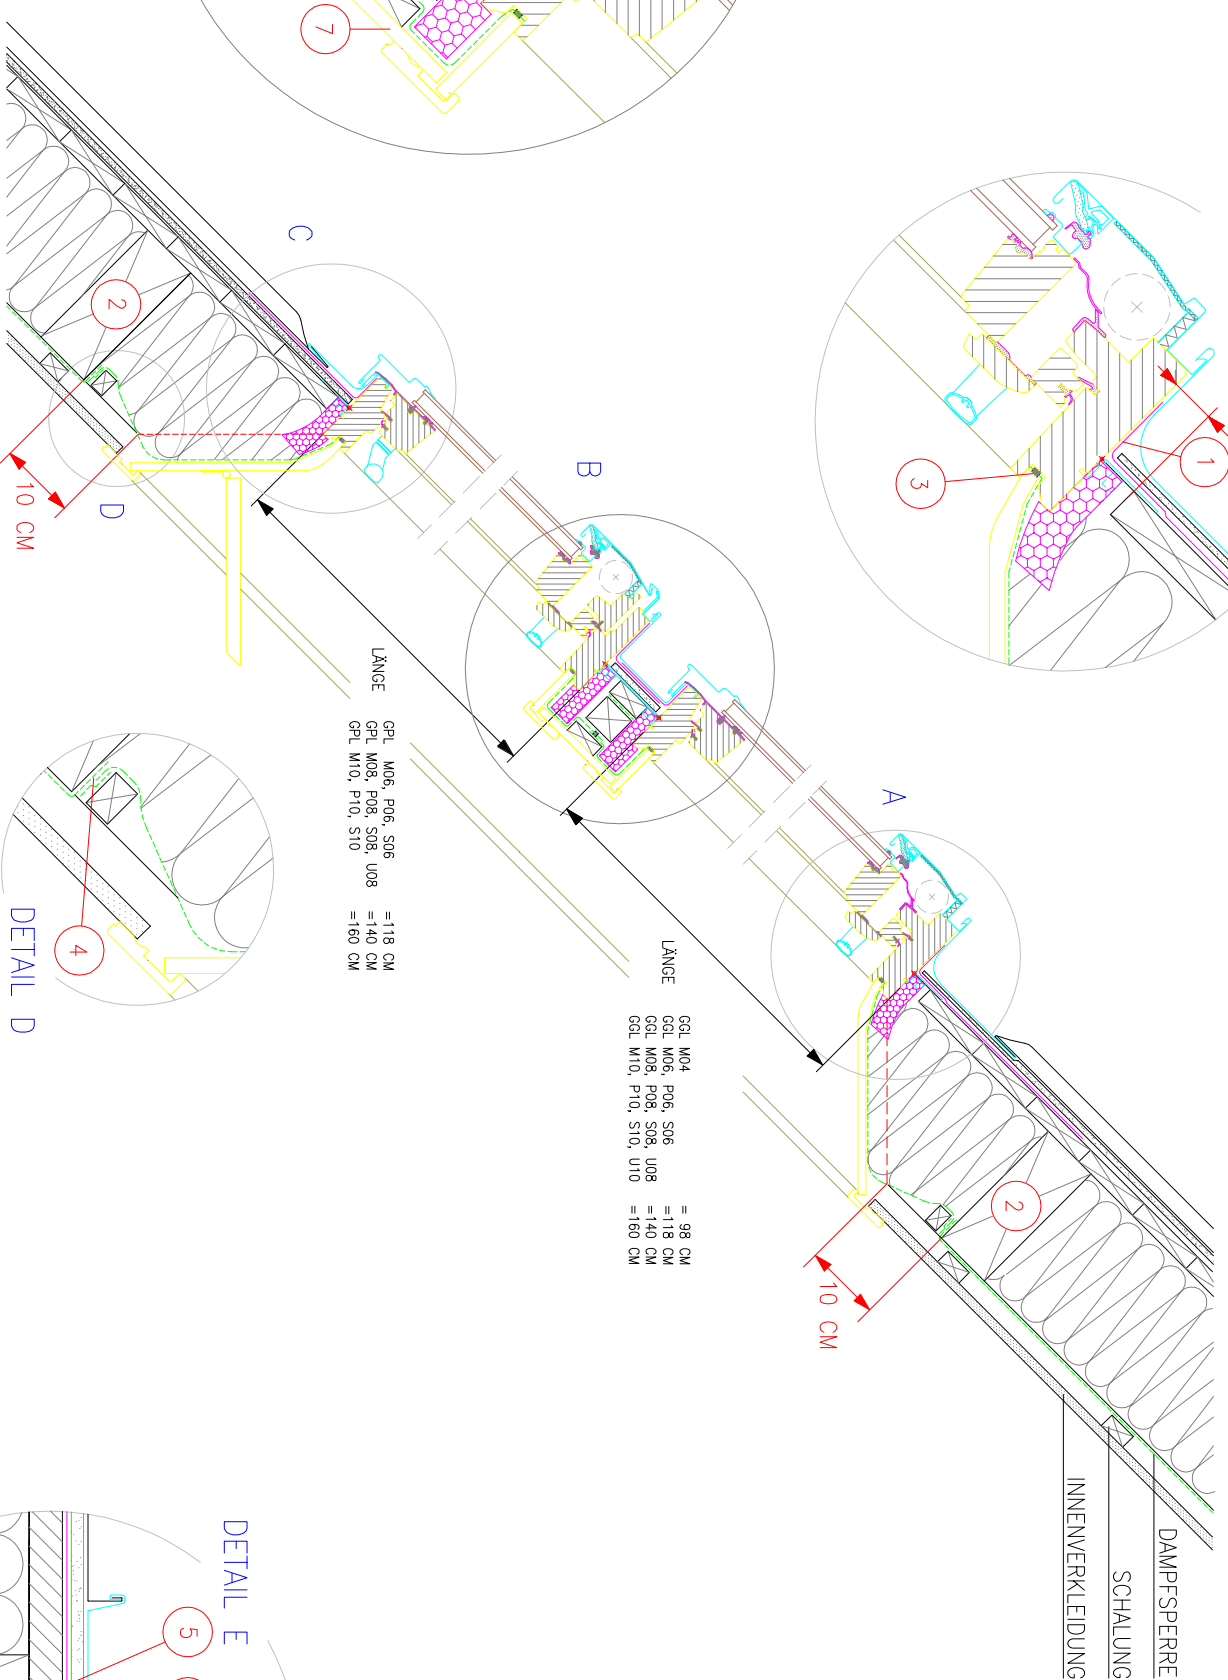 7
1
3
C
2
B
10 CM
D
LÄNGE
GPL M06, P06, S06 =118 CM
GPL M08, P08, S08, U08 =140 CM
GPL M10, P10, S10 =160 CM
A
4
DETAIL D
LÄNGE
GGL M04 = 98 CM
GGL M06, P06, S06 =118 CM
GGL M08, P08, S08, U08 =140 CM
GGL M10, P10, S10, U10 =160 CM
2
10 CM
DAMPFSPERRE
SCHALUNG
INNENVERKLEIDUNG
DETAIL E
5